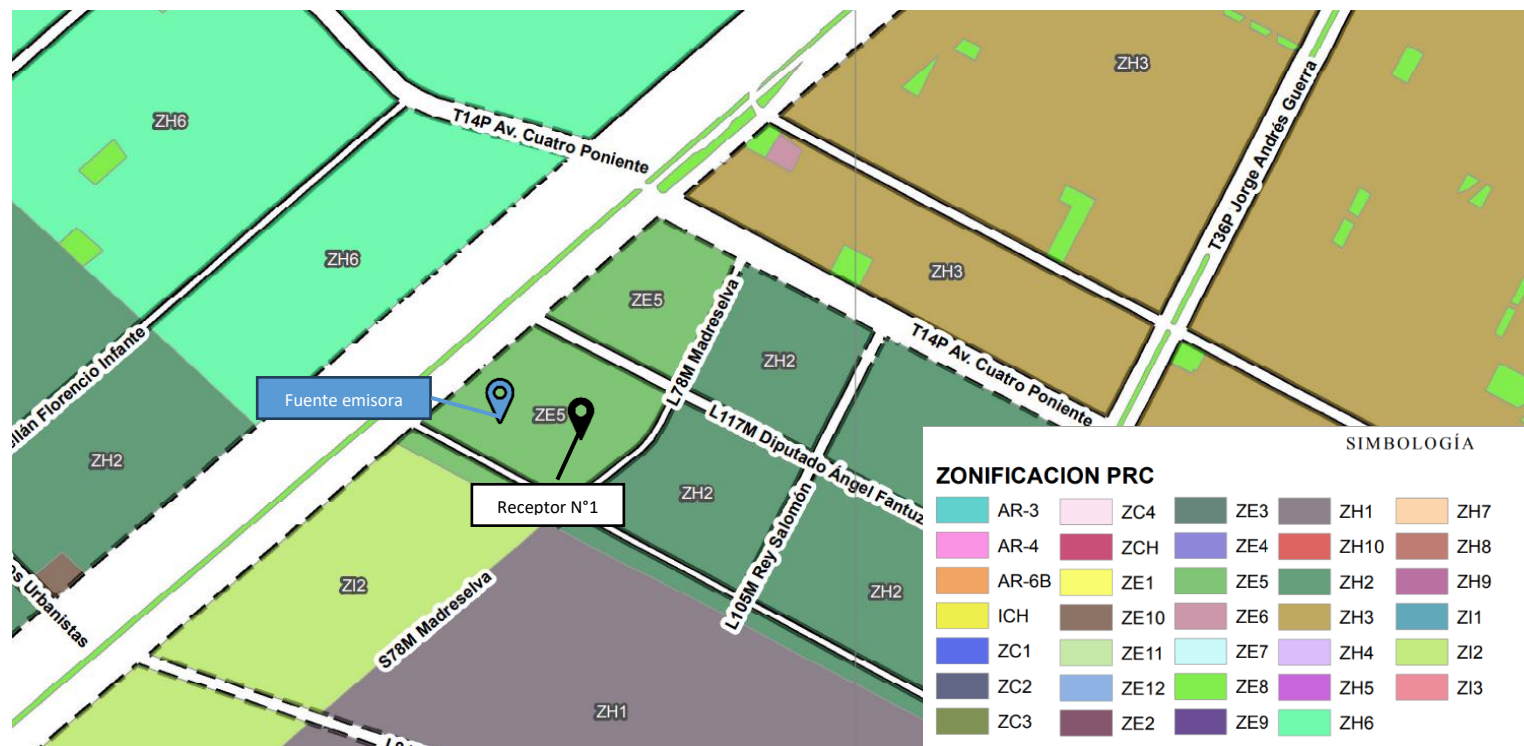 ZH3
ZH6
T14P Av. Cuatro Poniente
T36P Jorge Andrés Guerra
ZH6
ZH3
ZE5
L78M Madreselva
ZH2
T14P Av. Cuatro Poniente
Florencio Infante
Fuente emisora
ZE5
L117M Diputado Ángel Fantuz
ZH2
ZH2
Receptor N°1
L105M Rey Salomón
ZI2
S78M Madreselva
ZH2
Urbanistas
ZH1
SIMBOLOGÍA
ZONIFICACION PRC
AR-3
AR-4
AR-6B
ICH
ZC1
ZC2
ZC3
ZC4
ZCH
ZE1
ZE10
ZE11
ZE12
ZE2
ZE3
ZE4
ZE5
ZE6
ZE7
ZE8
ZE9
ZH1
ZH10
ZH2
ZH3
ZH4
ZH5
ZH6
ZH7
ZH8
ZH9
ZI1
ZI2
ZI3